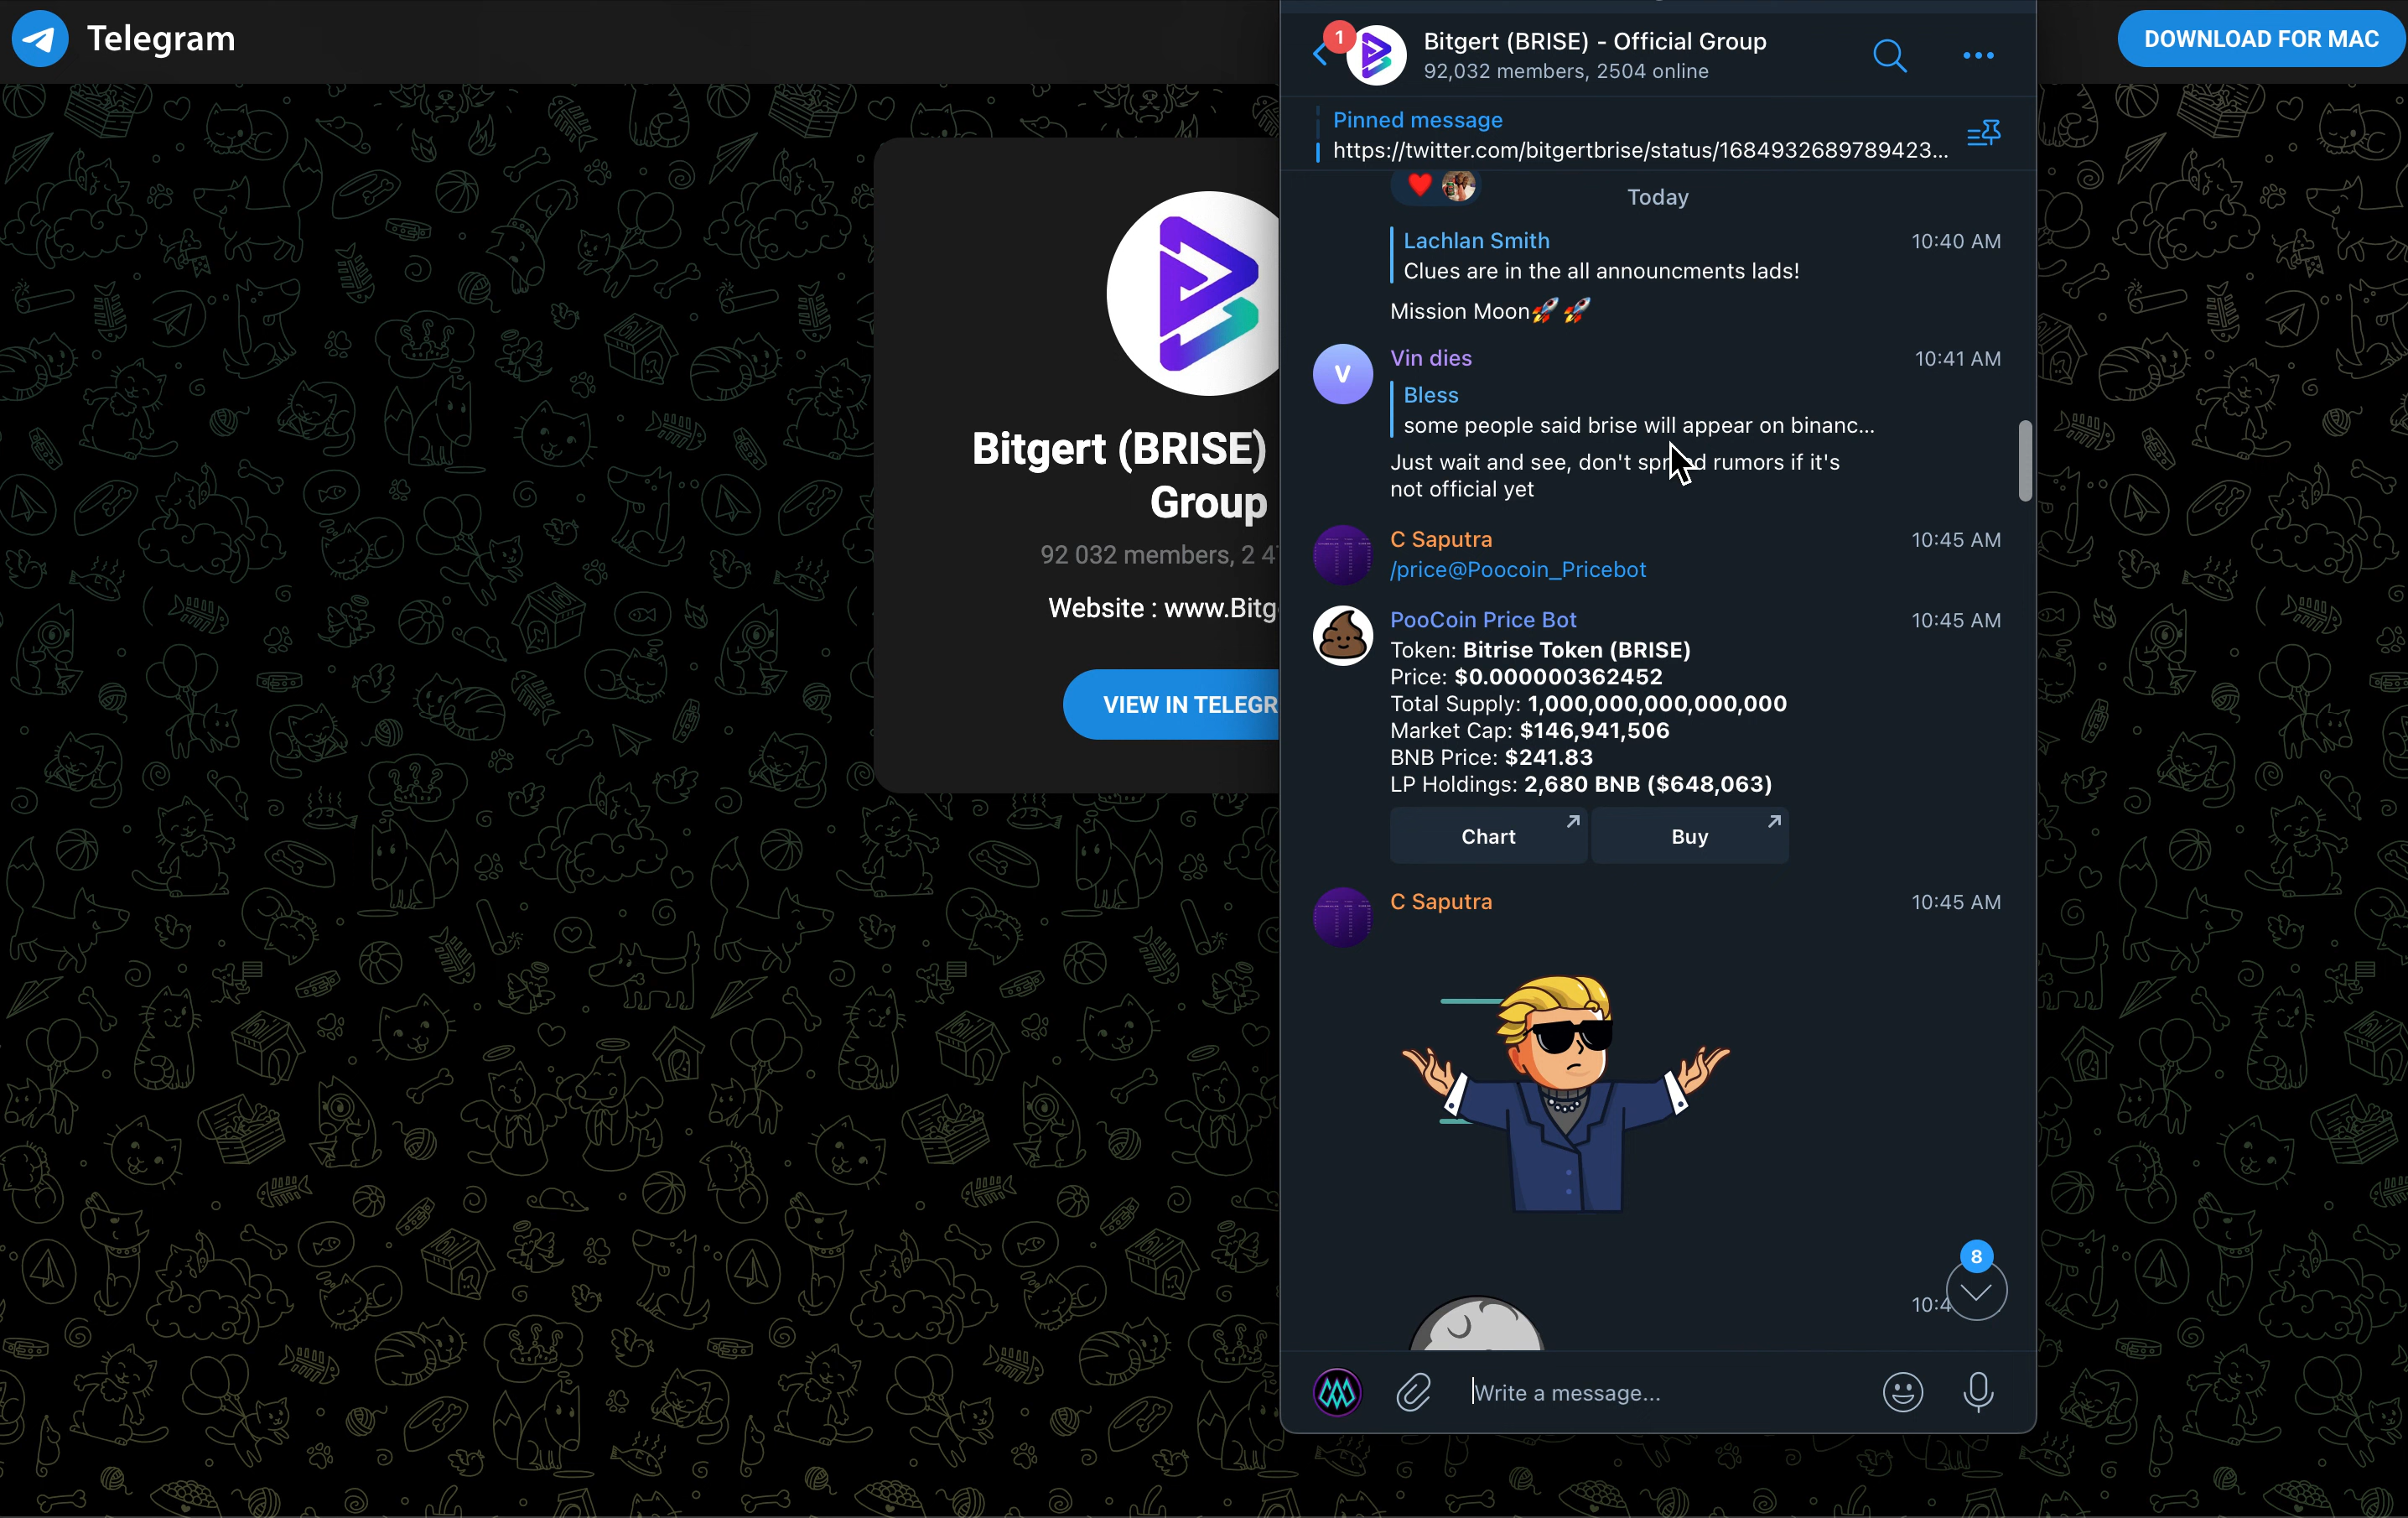 Telegram
DOWNLOAD FOR MAC
Bitgert (BRISE)
Group
92 032 members, 2 4
Website : www.Bitg
VIEW IN TELEGR
1
Bitgert (BRISE) - Official Group
92,032 members, 2504 online
Pinned message
https://twitter.com/bitgertbrise/status/1684932689789423...
Today
Lachlan Smith 10:40 AM
Clues are in the all announcments lads!
Mission Moon🚀🚀
V
Vin dies 10:41 AM
Bless
some people said brise will appear on binanc...
Just wait and see, don't spread rumors if it's
not official yet
C Saputra 10:45 AM
/price@Poocoin_Pricebot
PooCoin Price Bot 10:45 AM
Token: Bitrise Token (BRISE)
Price: $0.000000362452
Total Supply: 1,000,000,000,000,000
Market Cap: $146,941,506
BNB Price: $241.83
LP Holdings: 2,680 BNB ($648,063)
Chart Buy
C Saputra 10:45 AM
8
10:4
Write a message...